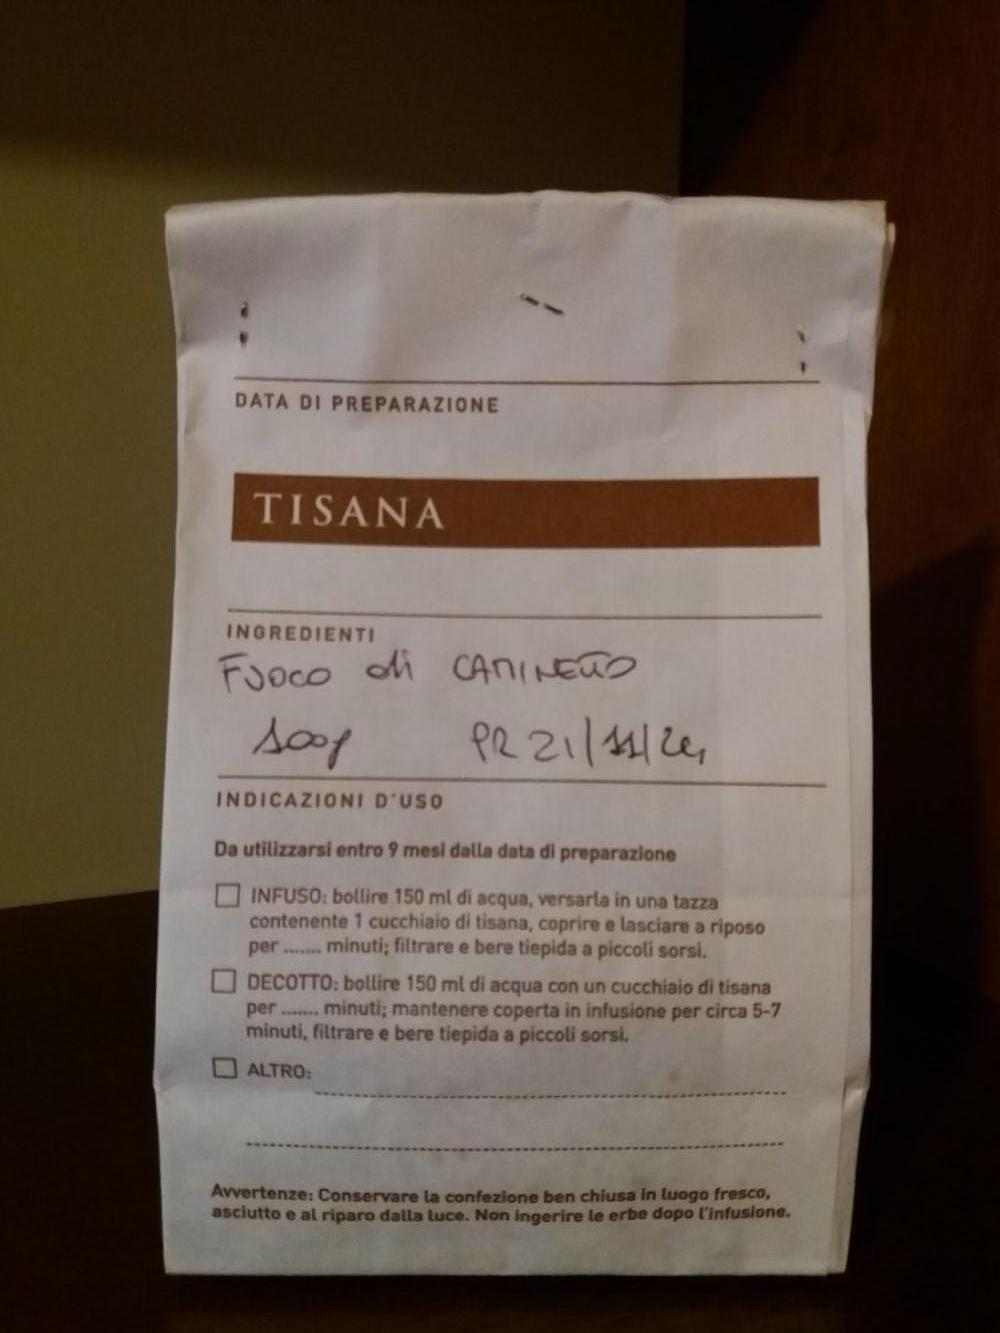 DATA DI PREPARAZIONE
TISANA
INGREDIENTI
FUOCO di CAMINETTO
100g PR 21/11/24
INDICAZIONI D'USO
Da utilizzarsi entro 9 mesi dalla data di preparazione
INFUSO: bollire 150 ml di acqua, versarla in una tazza
contenente 1 cucchiaio di tisana, coprire e lasciare a riposo
per ....... minuti; filtrare e bere tiepida a piccoli sorsi.
DECOTTO: bollire 150 ml di acqua con un cucchiaio di tisana
per ....... minuti; mantenere coperta in infusione per circa 5-7
minuti, filtrare e bere tiepida a piccoli sorsi.
ALTRO:
Avvertenze: Conservare la confezione ben chiusa in luogo fresco,
asciutto e al riparo dalla luce. Non ingerire le erbe dopo l'infusione.